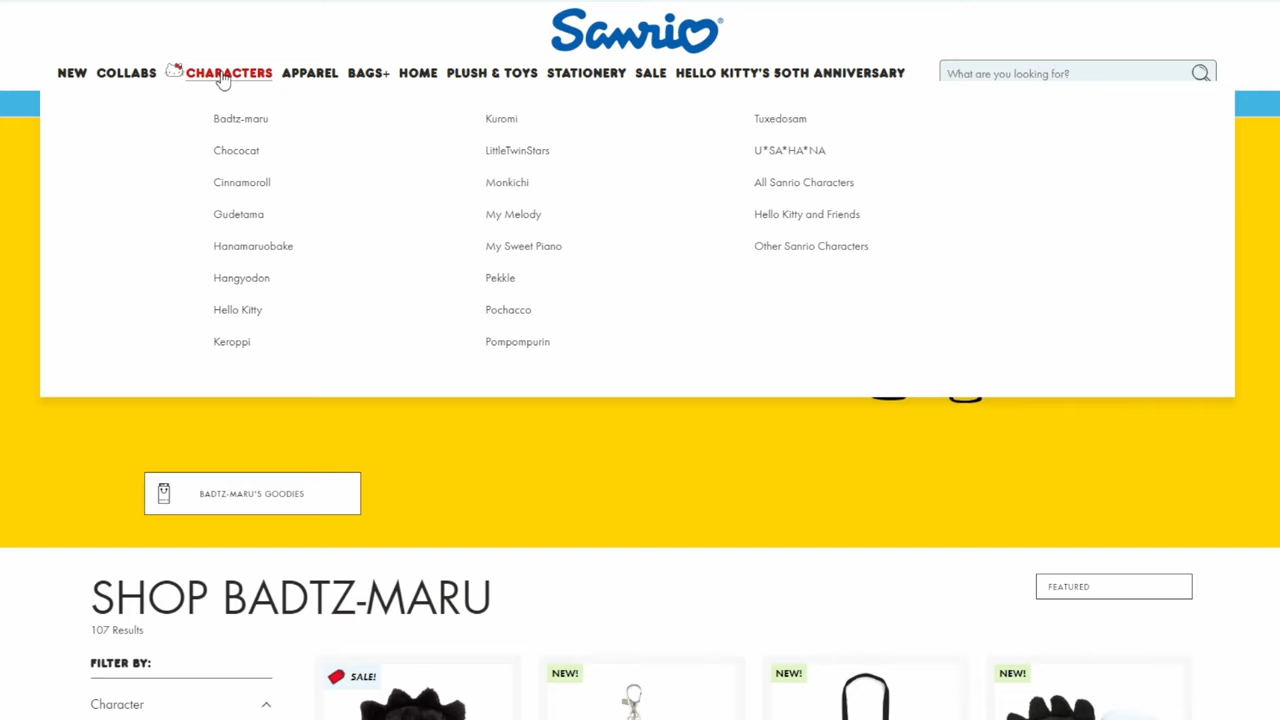 Sanrio®
NEW COLLABS CHARACTERS APPAREL BAGS+ HOME PLUSH & TOYS STATIONERY SALE HELLO KITTY'S 50TH ANNIVERSARY
What are you looking for?
Badtz-maru
Chococat
Cinnamoroll
Gudetama
Hanamaruobake
Hangyodon
Hello Kitty
Keroppi
Kuromi
LittleTwinStars
Monkichi
My Melody
My Sweet Piano
Pekkle
Pochacco
Pompompurin
Tuxedosam
U*SA*HA*NA
All Sanrio Characters
Hello Kitty and Friends
Other Sanrio Characters
BADTZ-MARU'S GOODIES
SHOP BADTZ-MARU
107 Results
FEATURED
FILTER BY:
Character
SALE!
NEW!
NEW!
NEW!